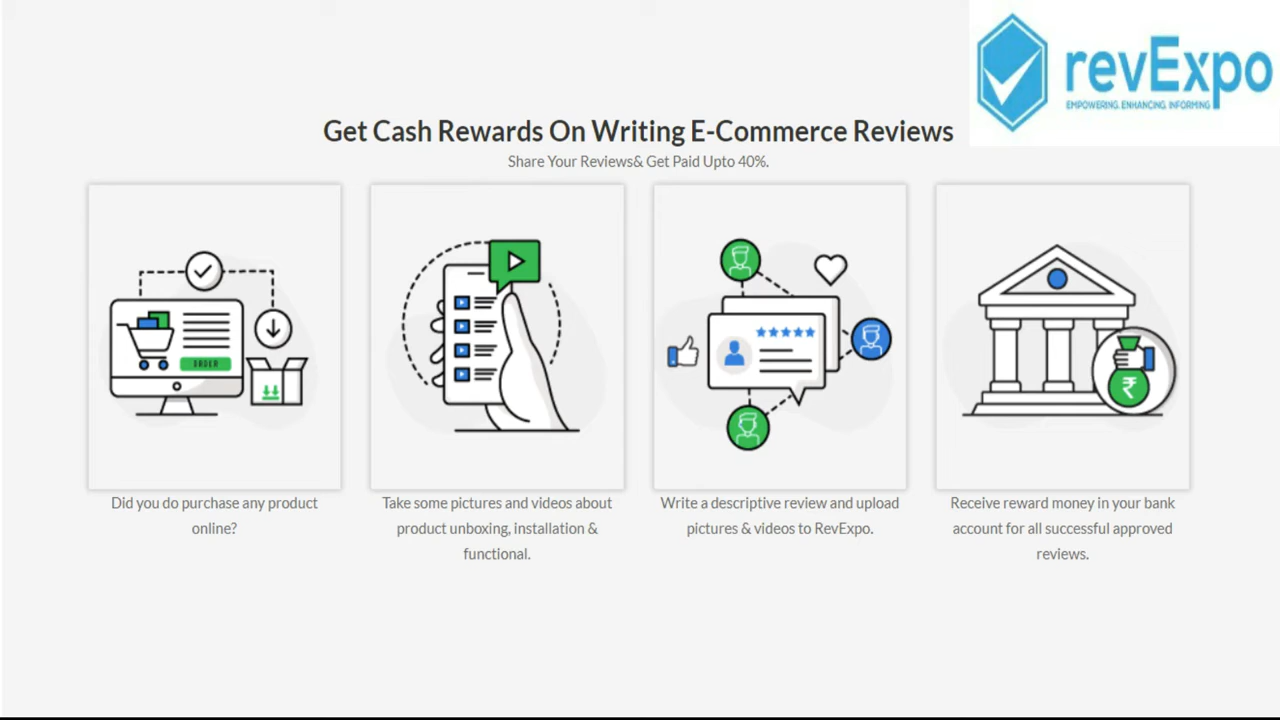 revExpo
EMPOWERING. ENHANCING. INFORMING
Get Cash Rewards On Writing E-Commerce Reviews
Share Your Reviews& Get Paid Upto 40%.
ORDER
₹
Did you do purchase any product
online?
Take some pictures and videos about
product unboxing, installation &
functional.
Write a descriptive review and upload
pictures & videos to RevExpo.
Receive reward money in your bank
account for all successful approved
reviews.